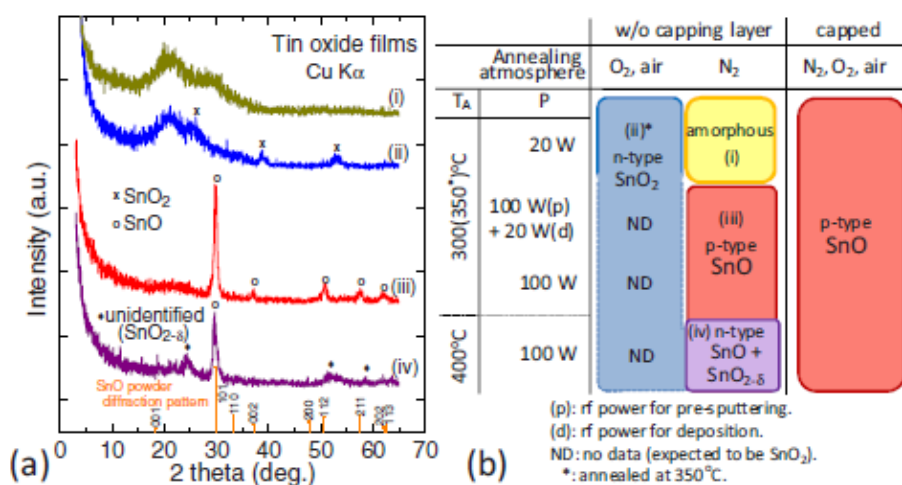 Tin oxide films
Cu Kα
(i)
x
x
x
(ii)
x SnO₂
o SnO
o
o
o
o
o
(iii)
♦unidentified
(SnO₂₋δ)
o
♦
♦
♦
(iv)
SnO powder
diffraction pattern
001
101
110
002
200
112
211
202
113
Intensity (a.u.)
0 10 20 30 40 50 60 70
2 theta (deg.)
(a)
w/o capping layer capped
Annealing atmosphere O₂, air N₂ N₂, O₂, air
T_A P
300(350*)°C
20 W
100 W(p)
+ 20 W(d)
100 W
400°C
100 W
(ii)*
n-type
SnO₂
ND
ND
ND
amorphous
(i)
(iii)
p-type
SnO
(iv) n-type
SnO +
SnO₂₋δ
p-type
SnO
(p): rf power for pre-sputtering.
(d): rf power for deposition.
ND: no data (expected to be SnO₂).
*: annealed at 350°C.
(b)